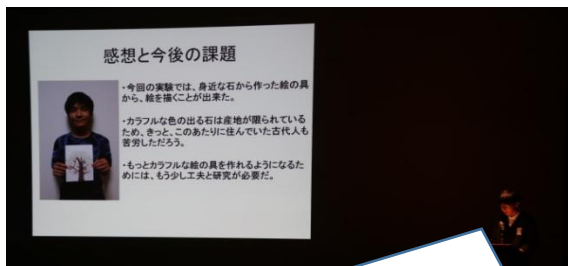 感想と今後の課題
・今回の実験では、身近な石から作った絵の具
から、絵を描くことが出来た。
・カラフルな色の出る石は産地が限られている
ため、きっと、このあたりに住んでいた古代人も
苦労しただろう。
・もっとカラフルな絵の具を作れるようになるた
めには、もう少し工夫と研究が必要だ。